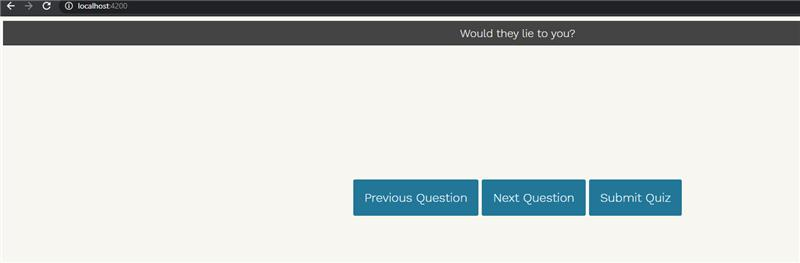 localhost:4200
Would they lie to you?
Previous Question Next Question Submit Quiz